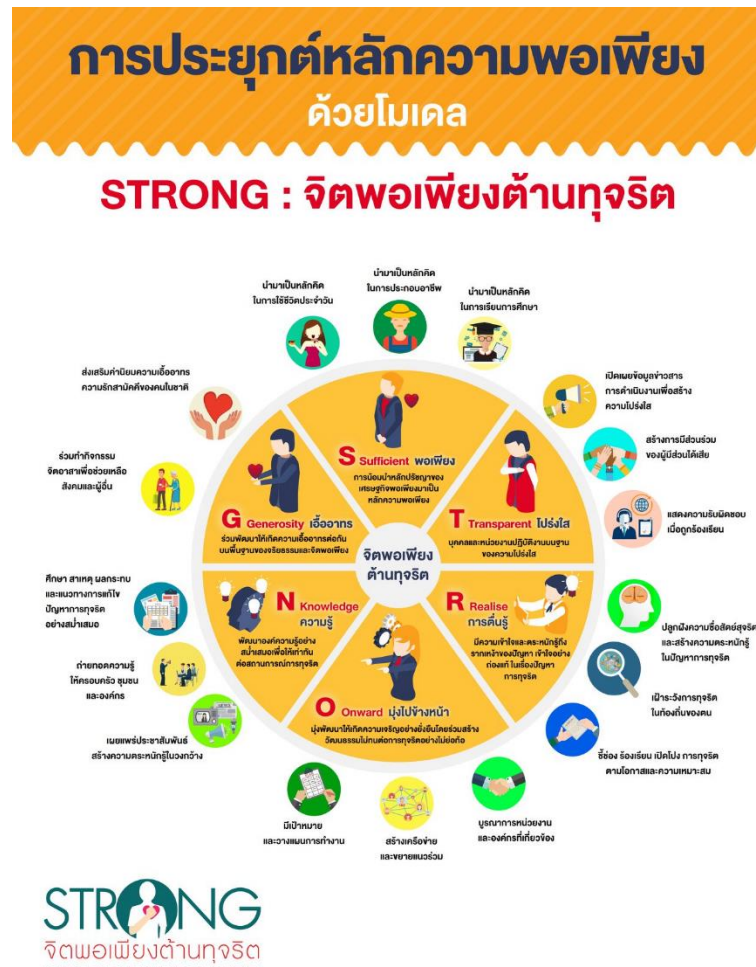 การประยุกต์หลักความพอเพียง
ด้วยโมเดล
STRONG : จิตพอเพียงต้านทุจริต
นำมาเป็นหลักคิด
ในการใช้ชีวิตประจำวัน
นำมาเป็นหลักคิด
ในการประกอบอาชีพ
นำมาเป็นหลักคิด
ในการเรียนการศึกษา
S Sufficient พอเพียง
การน้อมนำหลักปรัชญาของ
เศรษฐกิจพอเพียงมาเป็น
หลักความพอเพียง
เปิดเผยข้อมูลข่าวสาร
การดำเนินงานเพื่อสร้าง
ความโปร่งใส
สร้างการมีส่วนร่วม
ของผู้มีส่วนได้เสีย
แสดงความรับผิดชอบ
เมื่อถูกร้องเรียน
T Transparent โปร่งใส
บุคคลและหน่วยงานปฏิบัติงานบนฐาน
ของความโปร่งใส
ปลูกฝังความซื่อสัตย์สุจริต
และสร้างความตระหนักรู้
ในปัญหาการทุจริต
เฝ้าระวังการทุจริต
ในท้องถิ่นของตน
ชี้ช่อง ร้องเรียน เปิดโปง การทุจริต
ตามโอกาสและความเหมาะสม
R Realise
การตื่นรู้
มีความเข้าใจและตระหนักรู้ถึง
รากเหง้าของปัญหา เข้าใจอย่าง
ถ่องแท้ ในเรื่องปัญหา
การทุจริต
O Onward มุ่งไปข้างหน้า
มุ่งพัฒนาให้เกิดความเจริญอย่างยั่งยืนโดยร่วมสร้าง
วัฒนธรรมไม่ทนต่อการทุจริตอย่างไม่ย่อท้อ
บูรณาการหน่วยงาน
และองค์กรที่เกี่ยวข้อง
สร้างเครือข่าย
และขยายแนวร่วม
มีเป้าหมาย
และวางแผนการทำงาน
N Knowledge
ความรู้
พัฒนาองค์ความรู้อย่าง
สม่ำเสมอเพื่อให้เท่าทัน
ต่อสถานการณ์การทุจริต
เผยแพร่ประชาสัมพันธ์
สร้างความตระหนักรู้ในวงกว้าง
ถ่ายทอดความรู้
ให้ครอบครัว ชุมชน
และองค์กร
ศึกษา สาเหตุ ผลกระทบ
และแนวทางการแก้ไข
ปัญหาการทุจริต
อย่างสม่ำเสมอ
G Generosity เอื้ออาทร
ร่วมพัฒนาให้เกิดความเอื้ออาทรต่อกัน
บนพื้นฐานของจริยธรรมและจิตพอเพียง
ร่วมทำกิจกรรม
จิตอาสาเพื่อช่วยเหลือ
สังคมและผู้อื่น
ส่งเสริมค่านิยมความเอื้ออาทร
ความรักสามัคคีของคนในชาติ
จิตพอเพียง
ต้านทุจริต
STRONG
จิตพอเพียงต้านทุจริต